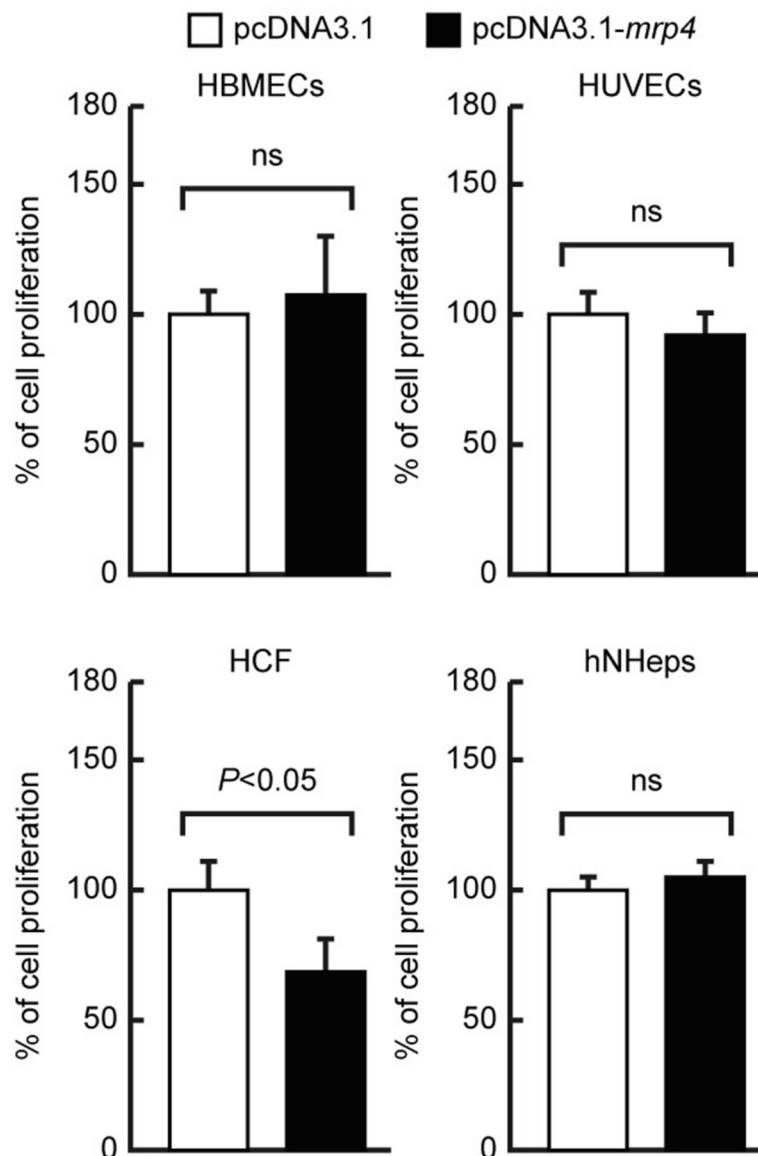 pcDNA3.1 pcDNA3.1-mrp4
HBMECs
% of cell proliferation
180
150
100
50
0
ns
HUVECs
% of cell proliferation
180
150
100
50
0
ns
HCF
% of cell proliferation
180
150
100
50
0
P<0.05
hNHeps
% of cell proliferation
180
150
100
50
0
ns